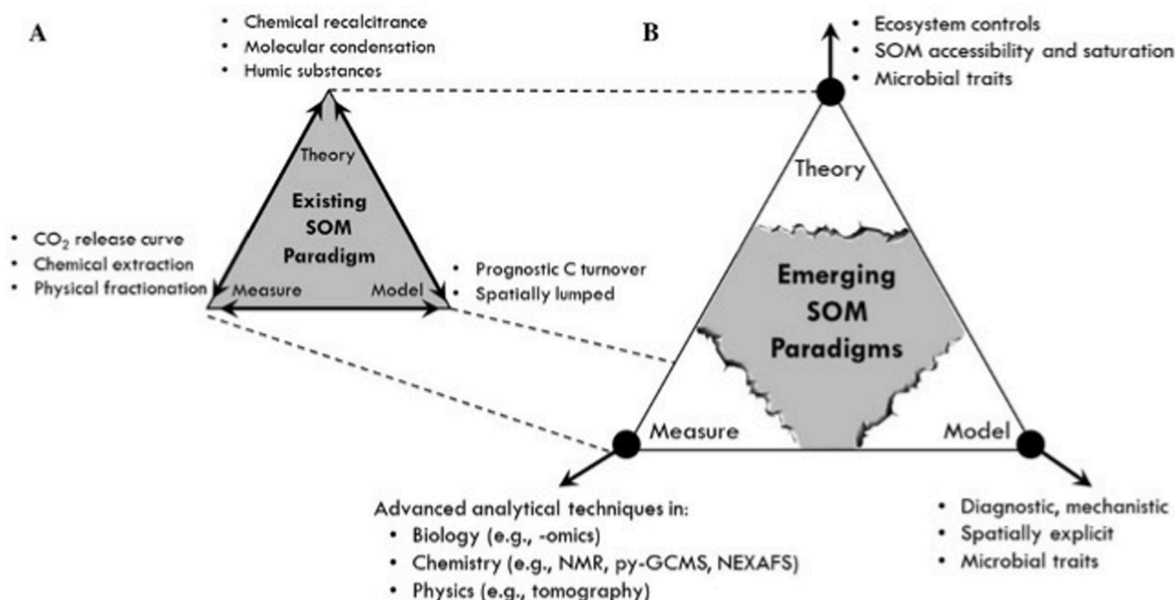 A
• Chemical recalcitrance
• Molecular condensation
• Humic substances
Theory
Existing
SOM
Paradigm
• CO₂ release curve
• Chemical extraction
• Physical fractionation
Measure
Model
• Prognostic C turnover
• Spatially lumped
B
• Ecosystem controls
• SOM accessibility and saturation
• Microbial traits
Theory
Emerging
SOM
Paradigms
Measure
Model
Advanced analytical techniques in:
• Biology (e.g., -omics)
• Chemistry (e.g., NMR, py-GCMS, NEXAFS)
• Physics (e.g., tomography)
• Diagnostic, mechanistic
• Spatially explicit
• Microbial traits